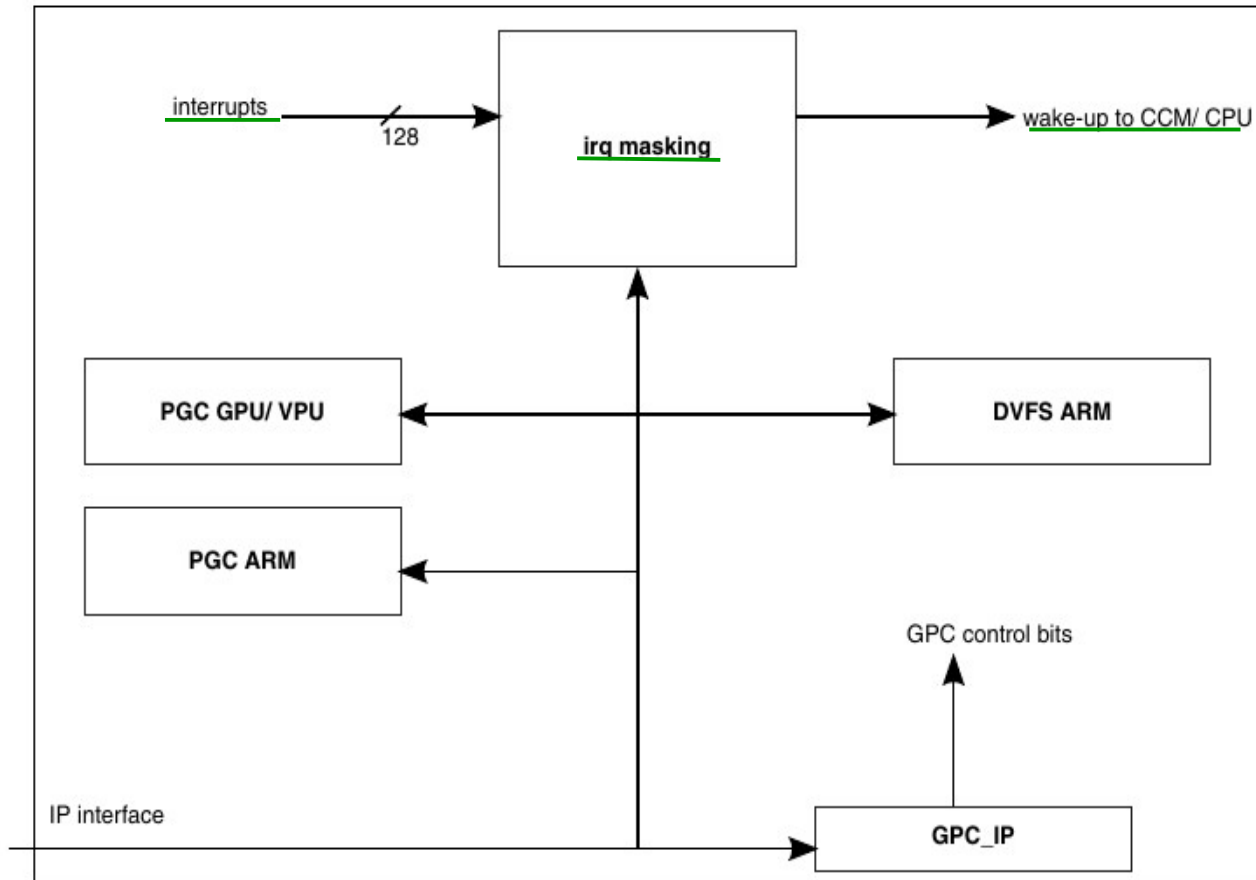 interrupts
128
irq masking
wake-up to CCM/ CPU
PGC GPU/ VPU
DVFS ARM
PGC ARM
GPC control bits
IP interface
GPC_IP